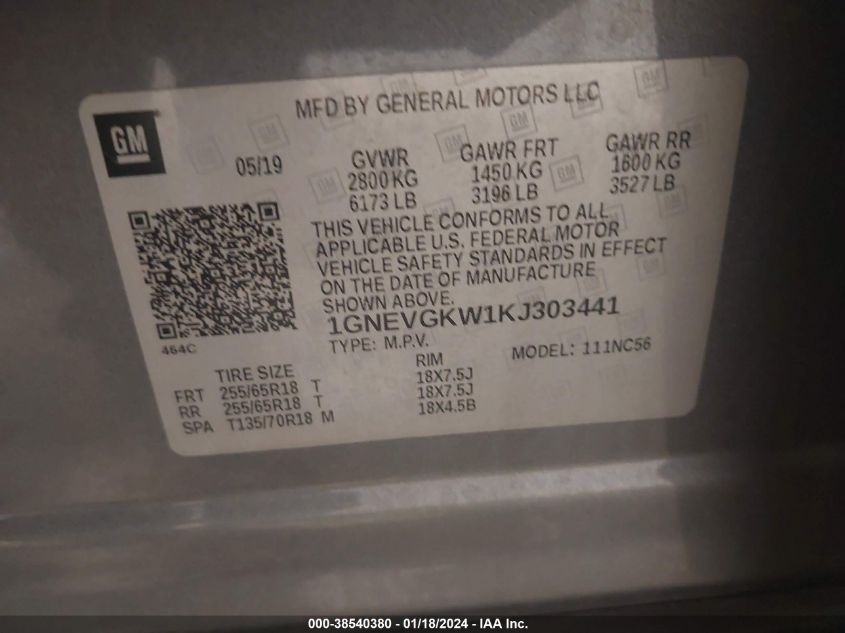 MFD BY GENERAL MOTORS LLC
GM
05/19
GVWR
2800 KG
6173 LB
GAWR FRT
1450 KG
3196 LB
GAWR RR
1600 KG
3527 LB
THIS VEHICLE CONFORMS TO ALL
APPLICABLE U.S. FEDERAL MOTOR
VEHICLE SAFETY STANDARDS IN EFFECT
ON THE DATE OF MANUFACTURE
SHOWN ABOVE.
1GNEVGKW1KJ303441
464C
TYPE: M.P.V.
MODEL: 111NC56
TIRE SIZE RIM
FRT 255/65R18 T 18X7.5J
RR 255/65R18 T 18X7.5J
SPA T135/70R18 M 18X4.5B
000-38540380 - 01/18/2024 - IAA Inc.